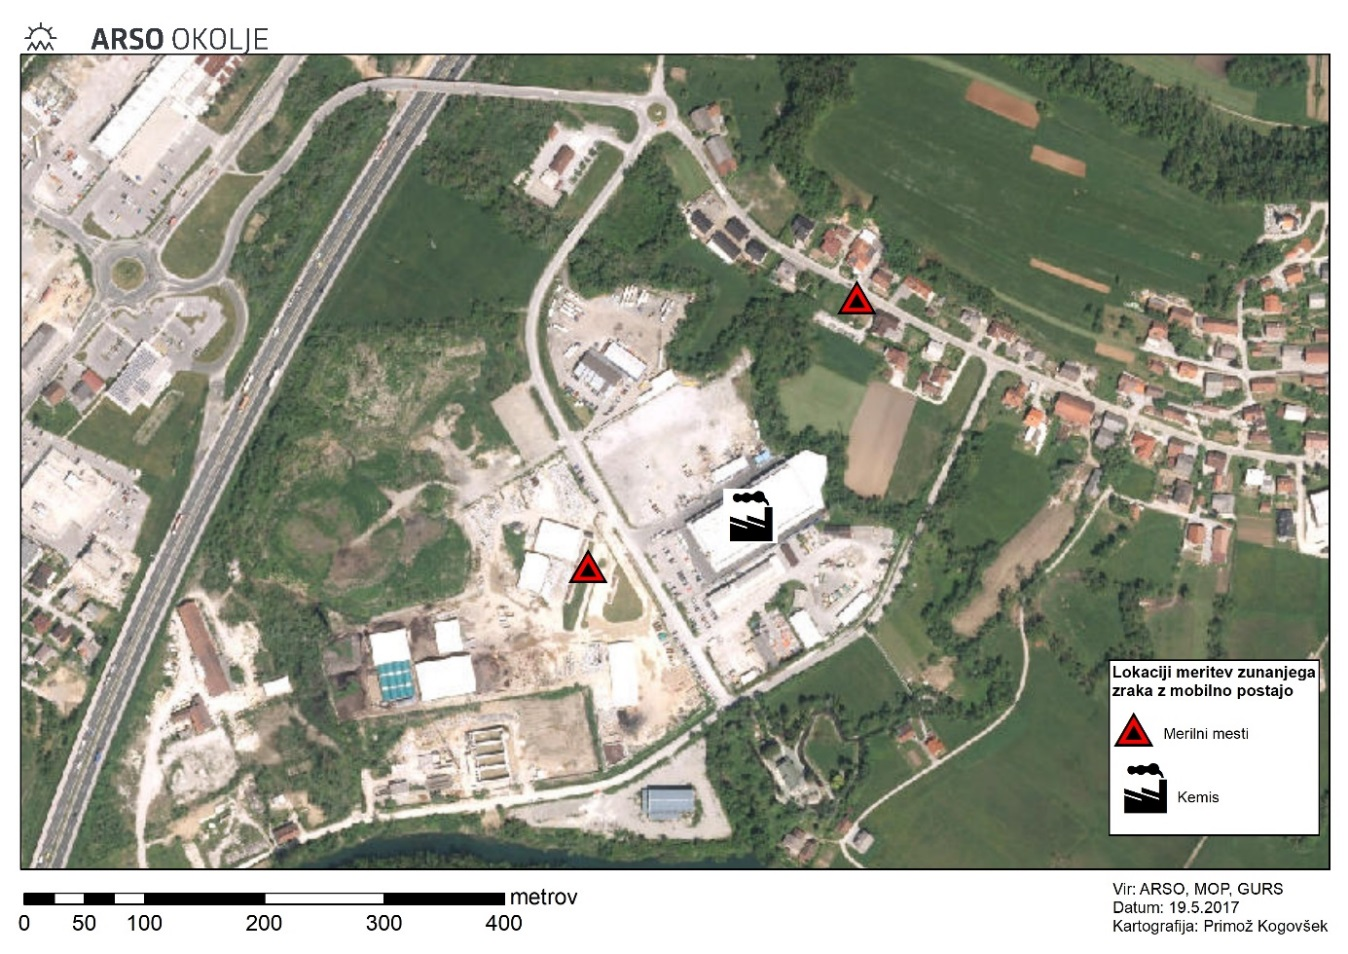 ARSO OKOLJE
Lokaciji meritev zunanjega
zraka z mobilno postajo
Merilni mesti
Kemis
metrov
0 50 100 200 300 400
Vir: ARSO, MOP, GURS
Datum: 19.5.2017
Kartografija: Primož Kogovšek